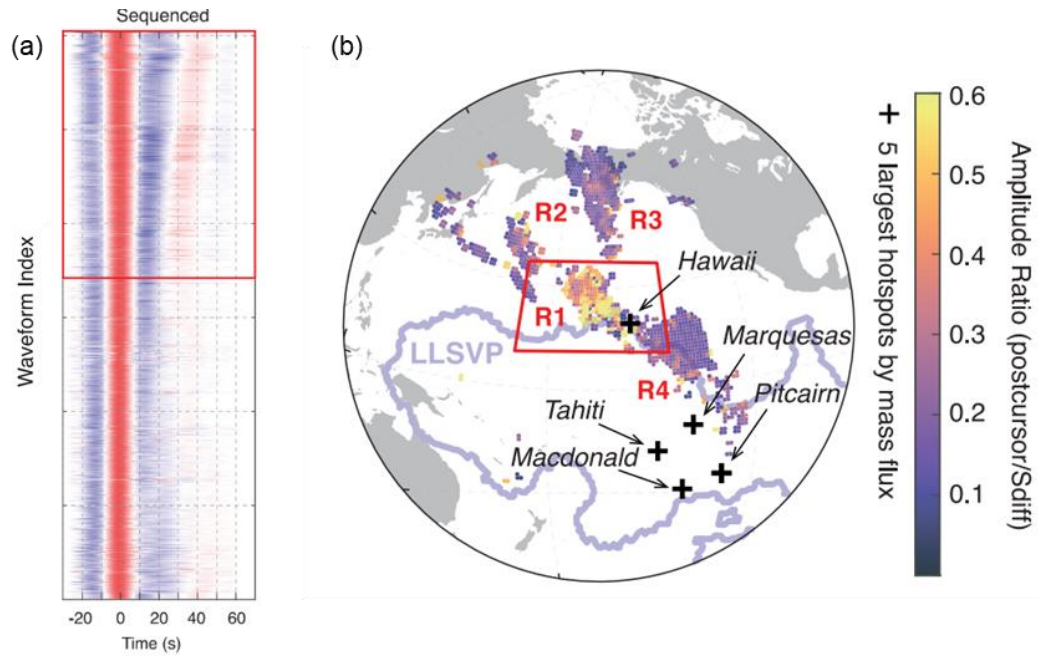 (a)
Sequenced
Waveform Index
-20 0 20 40 60
Time (s)
(b)
R2
R3
Hawaii
R1
LLSVP
Marquesas
R4
Pitcairn
Tahiti
Macdonald
+ 5 largest hotspots by mass flux
0.6
0.5
0.4
0.3
0.2
0.1
Amplitude Ratio (postcursor/Sdiff)